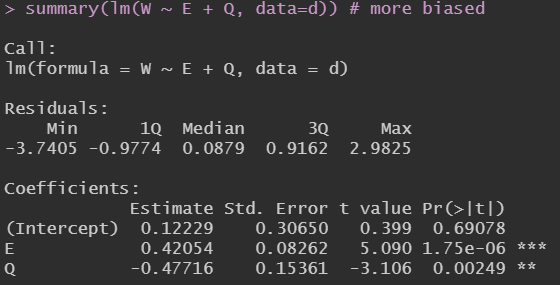 > summary(lm(W ~ E + Q, data=d)) # more biased
Call:
lm(formula = W ~ E + Q, data = d)
Residuals:
    Min      1Q  Median      3Q     Max
-3.7405 -0.9774  0.0879  0.9162  2.9825
Coefficients:
            Estimate Std. Error t value Pr(>|t|)
(Intercept)  0.12229    0.30650   0.399  0.69078
E            0.42054    0.08262   5.090 1.75e-06 ***
Q           -0.47716    0.15361  -3.106  0.00249 **